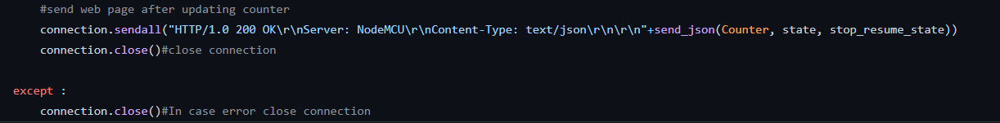 #send web page after updating counter
connection.sendall("HTTP/1.0 200 OK\r\nServer: NodeMCU\r\nContent-Type: text/json\r\n\r\n"+send_json(Counter, state, stop_resume_state))
connection.close()#close connection
except :
connection.close()#In case error close connection